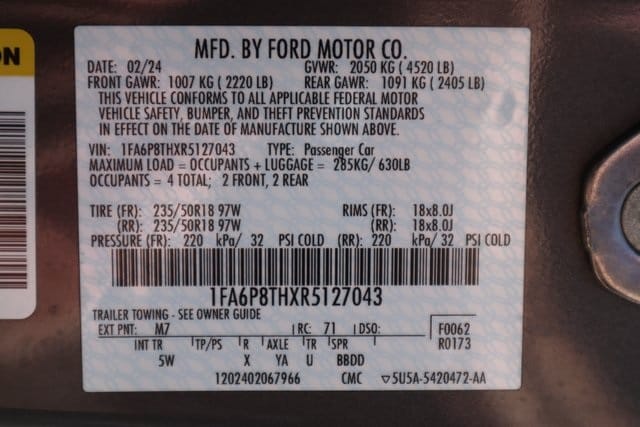 ON
MFD. BY FORD MOTOR CO.
DATE: 02/24 GVWR: 2050 KG ( 4520 LB)
FRONT GAWR: 1007 KG ( 2220 LB) REAR GAWR: 1091 KG ( 2405 LB)
THIS VEHICLE CONFORMS TO ALL APPLICABLE FEDERAL MOTOR
VEHICLE SAFETY, BUMPER, AND THEFT PREVENTION STANDARDS
IN EFFECT ON THE DATE OF MANUFACTURE SHOWN ABOVE.
VIN: 1FA6P8THXR5127043 TYPE: Passenger Car
MAXIMUM LOAD = OCCUPANTS + LUGGAGE = 285KG/ 630LB
OCCUPANTS = 4 TOTAL; 2 FRONT, 2 REAR
TIRE (FR): 235/50R18 97W RIMS (FR): 18x8.0J
(RR): 235/50R18 97W (RR): 18x8.0J
PRESSURE (FR): 220 kPa/ 32 PSI COLD (RR): 220 kPa/ 32 PSI COLD
1FA6P8THXR5127043
TRAILER TOWING - SEE OWNER GUIDE
EXT PNT: M7 RC: 71 DSO: F0062
R0173
INT TR TP/PS R AXLE TR SPR
5W X YA U BBDD
1202402067966 CMC ▽5U5A-5420472-AA